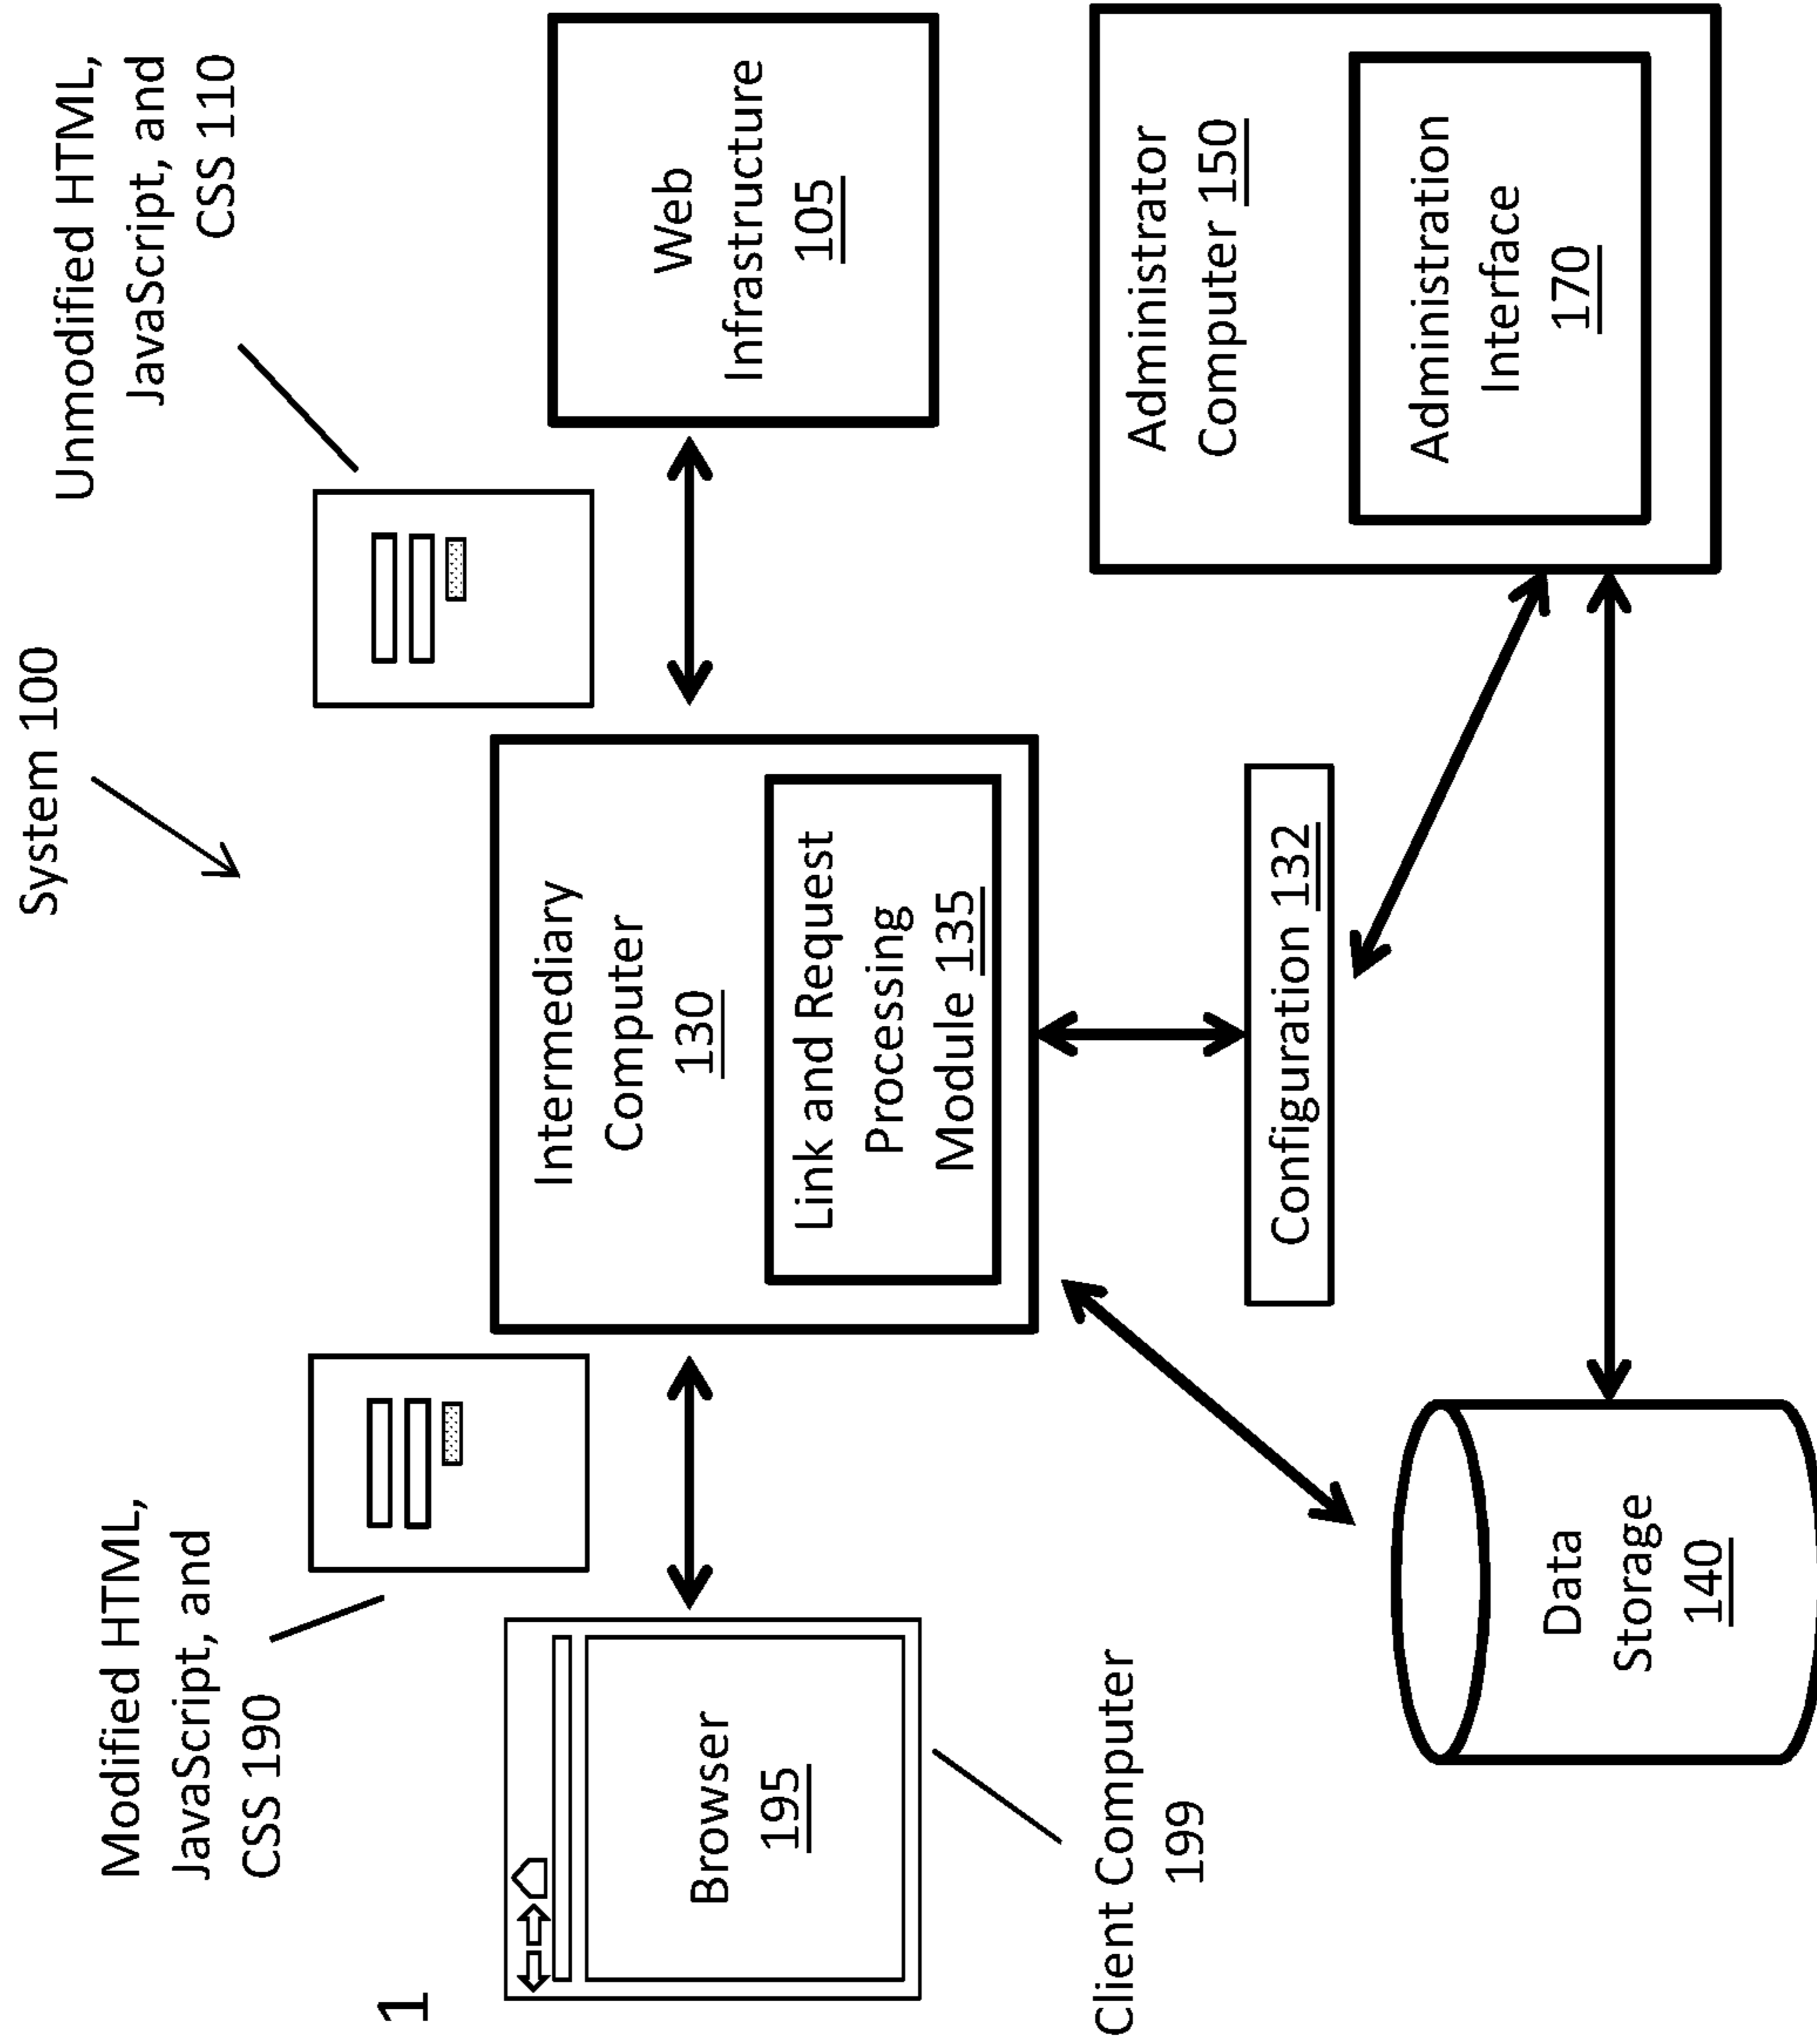 System 100
Unmodified HTML,
JavaScript, and
CSS 110
Modified HTML,
JavaScript, and
CSS 190
1
Browser
195
Client Computer
199
Intermediary
Computer
130
Link and Request
Processing
Module 135
Web
Infrastructure
105
Configuration 132
Data
Storage
140
Administrator
Computer 150
Administration
Interface
170